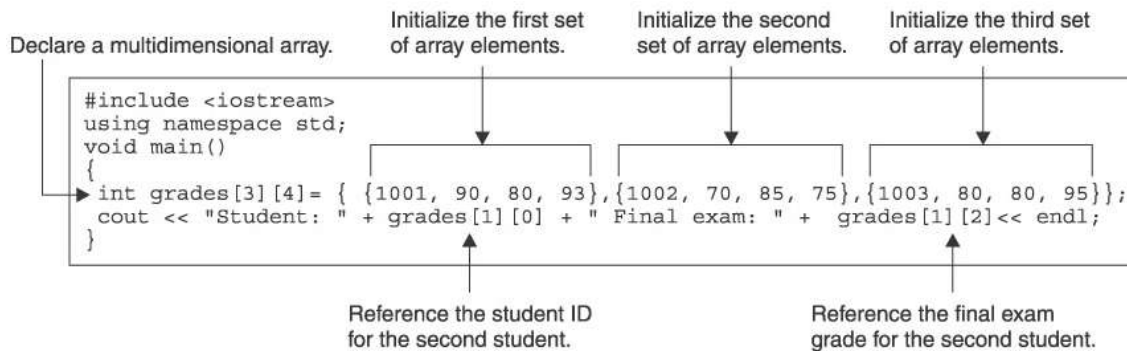 Initialize the first set
of array elements.
Initialize the second
set of array elements.
Initialize the third set
of array elements.
Declare a multidimensional array.
#include <iostream>
using namespace std;
void main()
{
int grades[3][4]= { {1001, 90, 80, 93},{1002, 70, 85, 75},{1003, 80, 80, 95}};
cout << "Student: " + grades[1][0] + " Final exam: " + grades[1][2]<< endl;
}
Reference the student ID
for the second student.
Reference the final exam
grade for the second student.